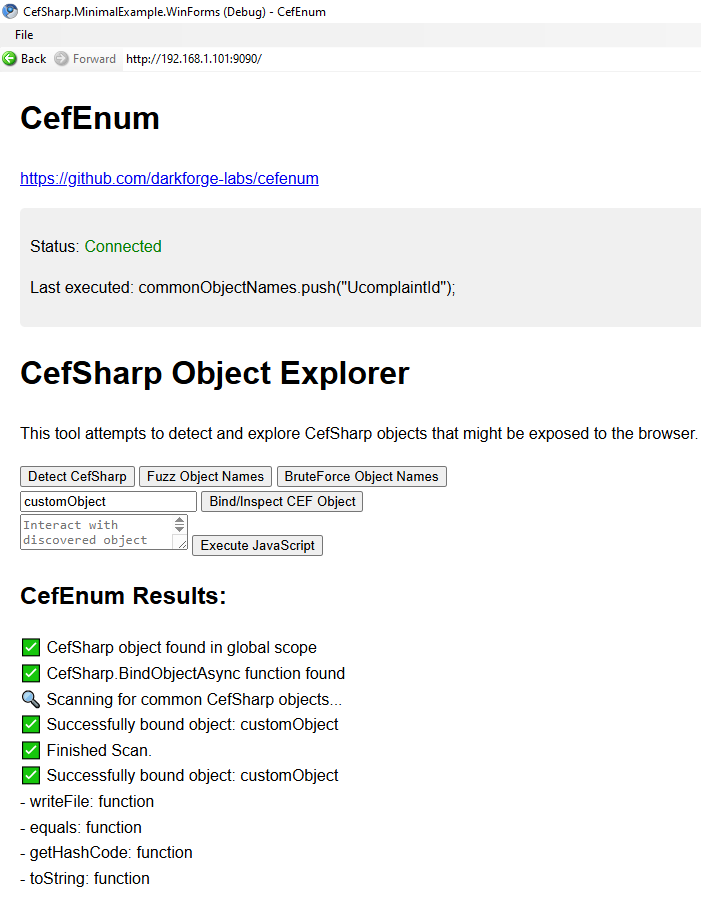 CefSharp.MinimalExample.WinForms (Debug) - CefEnum
File
Back Forward http://192.168.1.101:9090/
CefEnum
https://github.com/darkforge-labs/cefenum
Status: Connected
Last executed: commonObjectNames.push("UcomplaintId");
CefSharp Object Explorer
This tool attempts to detect and explore CefSharp objects that might be exposed to the browser.
Detect CefSharp Fuzz Object Names BruteForce Object Names
customObject Bind/Inspect CEF Object
Interact with
discovered object Execute JavaScript
CefEnum Results:
✅ CefSharp object found in global scope
✅ CefSharp.BindObjectAsync function found
🔍 Scanning for common CefSharp objects...
✅ Successfully bound object: customObject
✅ Finished Scan.
✅ Successfully bound object: customObject
- writeFile: function
- equals: function
- getHashCode: function
- toString: function